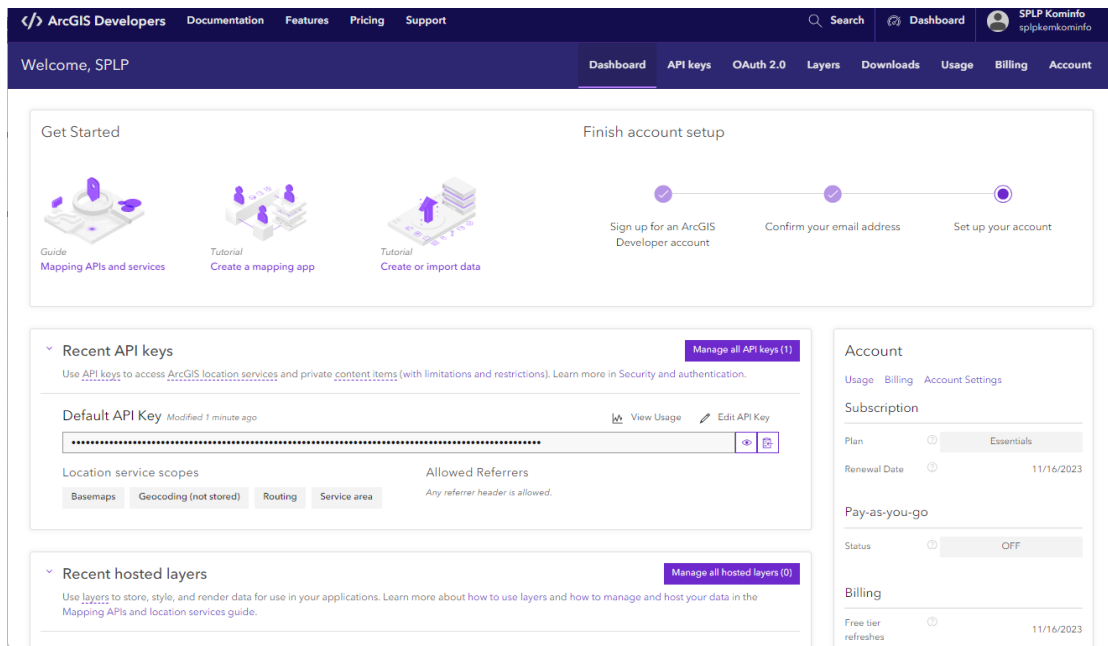 </> ArcGIS Developers Documentation Features Pricing Support Search Dashboard SPLP Kominfo
splpkemkominfo
Welcome, SPLP Dashboard API keys OAuth 2.0 Layers Downloads Usage Billing Account
Get Started
Finish account setup
Sign up for an ArcGIS
Developer account
Confirm your email address
Set up your account
Guide
Mapping APIs and services
Tutorial
Create a mapping app
Tutorial
Create or import data
Recent API keys
Manage all API keys (1)
Use API keys to access ArcGIS location services and private content items (with limitations and restrictions). Learn more in Security and authentication.
Default API Key Modified 1 minute ago
View Usage Edit API Key
Location service scopes
Basemaps Geocoding (not stored) Routing Service area
Allowed Referrers
Any referrer header is allowed.
Recent hosted layers
Manage all hosted layers (0)
Use layers to store, style, and render data for use in your applications. Learn more about how to use layers and how to manage and host your data in the
Mapping APIs and location services guide.
Account
Usage Billing Account Settings
Subscription
Plan Essentials
Renewal Date 11/16/2023
Pay-as-you-go
Status OFF
Billing
Free tier
refreshes
11/16/2023